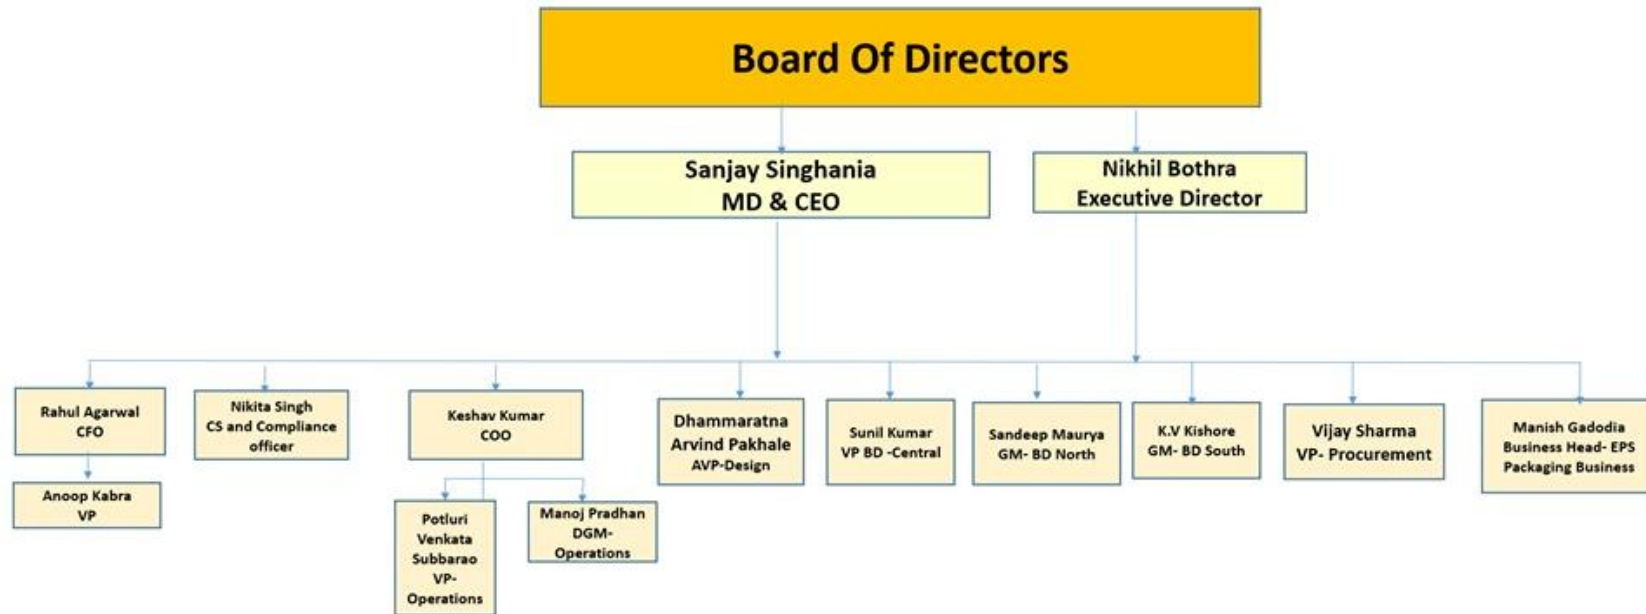 Board Of Directors
Sanjay Singhania
MD & CEO
Nikhil Bothra
Executive Director
Rahul Agarwal
CFO
Nikita Singh
CS and Compliance
officer
Keshav Kumar
COO
Dhammaratna
Arvind Pakhale
AVP-Design
Sunil Kumar
VP BD -Central
Sandeep Maurya
GM- BD North
K.V Kishore
GM- BD South
Vijay Sharma
VP- Procurement
Manish Gadodia
Business Head- EPS
Packaging Business
Anoop Kabra
VP
Potluri
Venkata
Subbarao
VP-
Operations
Manoj Pradhan
DGM-
Operations